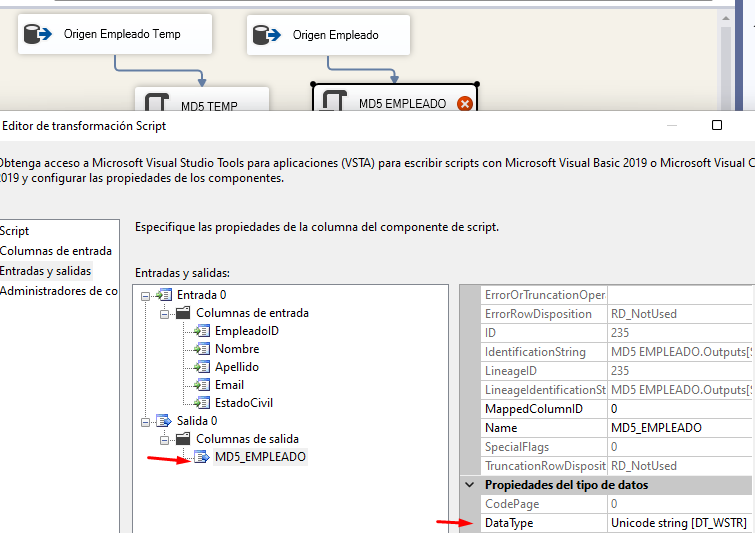 Origen Empleado Temp
Origen Empleado
MD5 TEMP
MD5 EMPLEADO
Editor de transformación Script
Obtenga acceso a Microsoft Visual Studio Tools para aplicaciones (VSTA) para escribir scripts con Microsoft Visual Basic 2019 o Microsoft Visual C
2019 y configurar las propiedades de los componentes.
Script
Columnas de entrada
Entradas y salidas
Administradores de co
Especifique las propiedades de la columna del componente de script.
Entradas y salidas:
Entrada 0
Columnas de entrada
EmpleadoID
Nombre
Apellido
Email
EstadoCivil
Salida 0
Columnas de salida
MD5_EMPLEADO
ErrorOrTruncationOper
ErrorRowDisposition RD_NotUsed
ID 235
IdentificationString MD5 EMPLEADO.Outputs[S
LineageID 235
LineageIdentificationSt MD5 EMPLEADO.Outputs[S
MappedColumnID 0
Name MD5_EMPLEADO
SpecialFlags 0
TruncationRowDisposit RD_NotUsed
Propiedades del tipo de datos
CodePage 0
DataType Unicode string [DT_WSTR]